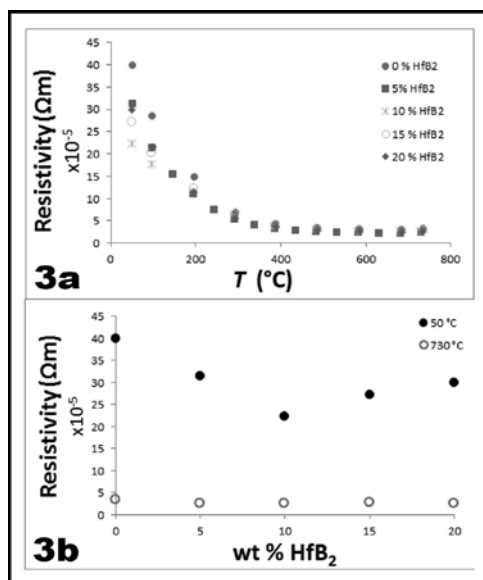 45
40
35
30
25
20
15
10
5
0
Resistivity (Ωm)
x10⁻⁵
0 % HfB2
5% HfB2
10 % HfB2
15 % HfB2
20 % HfB2
0 200 400 600 800
T (°C)
3a
45
40
35
30
25
20
15
10
5
0
Resistivity (Ωm)
x10⁻⁵
50 °C
730 °C
0 5 10 15 20
wt % HfB₂
3b